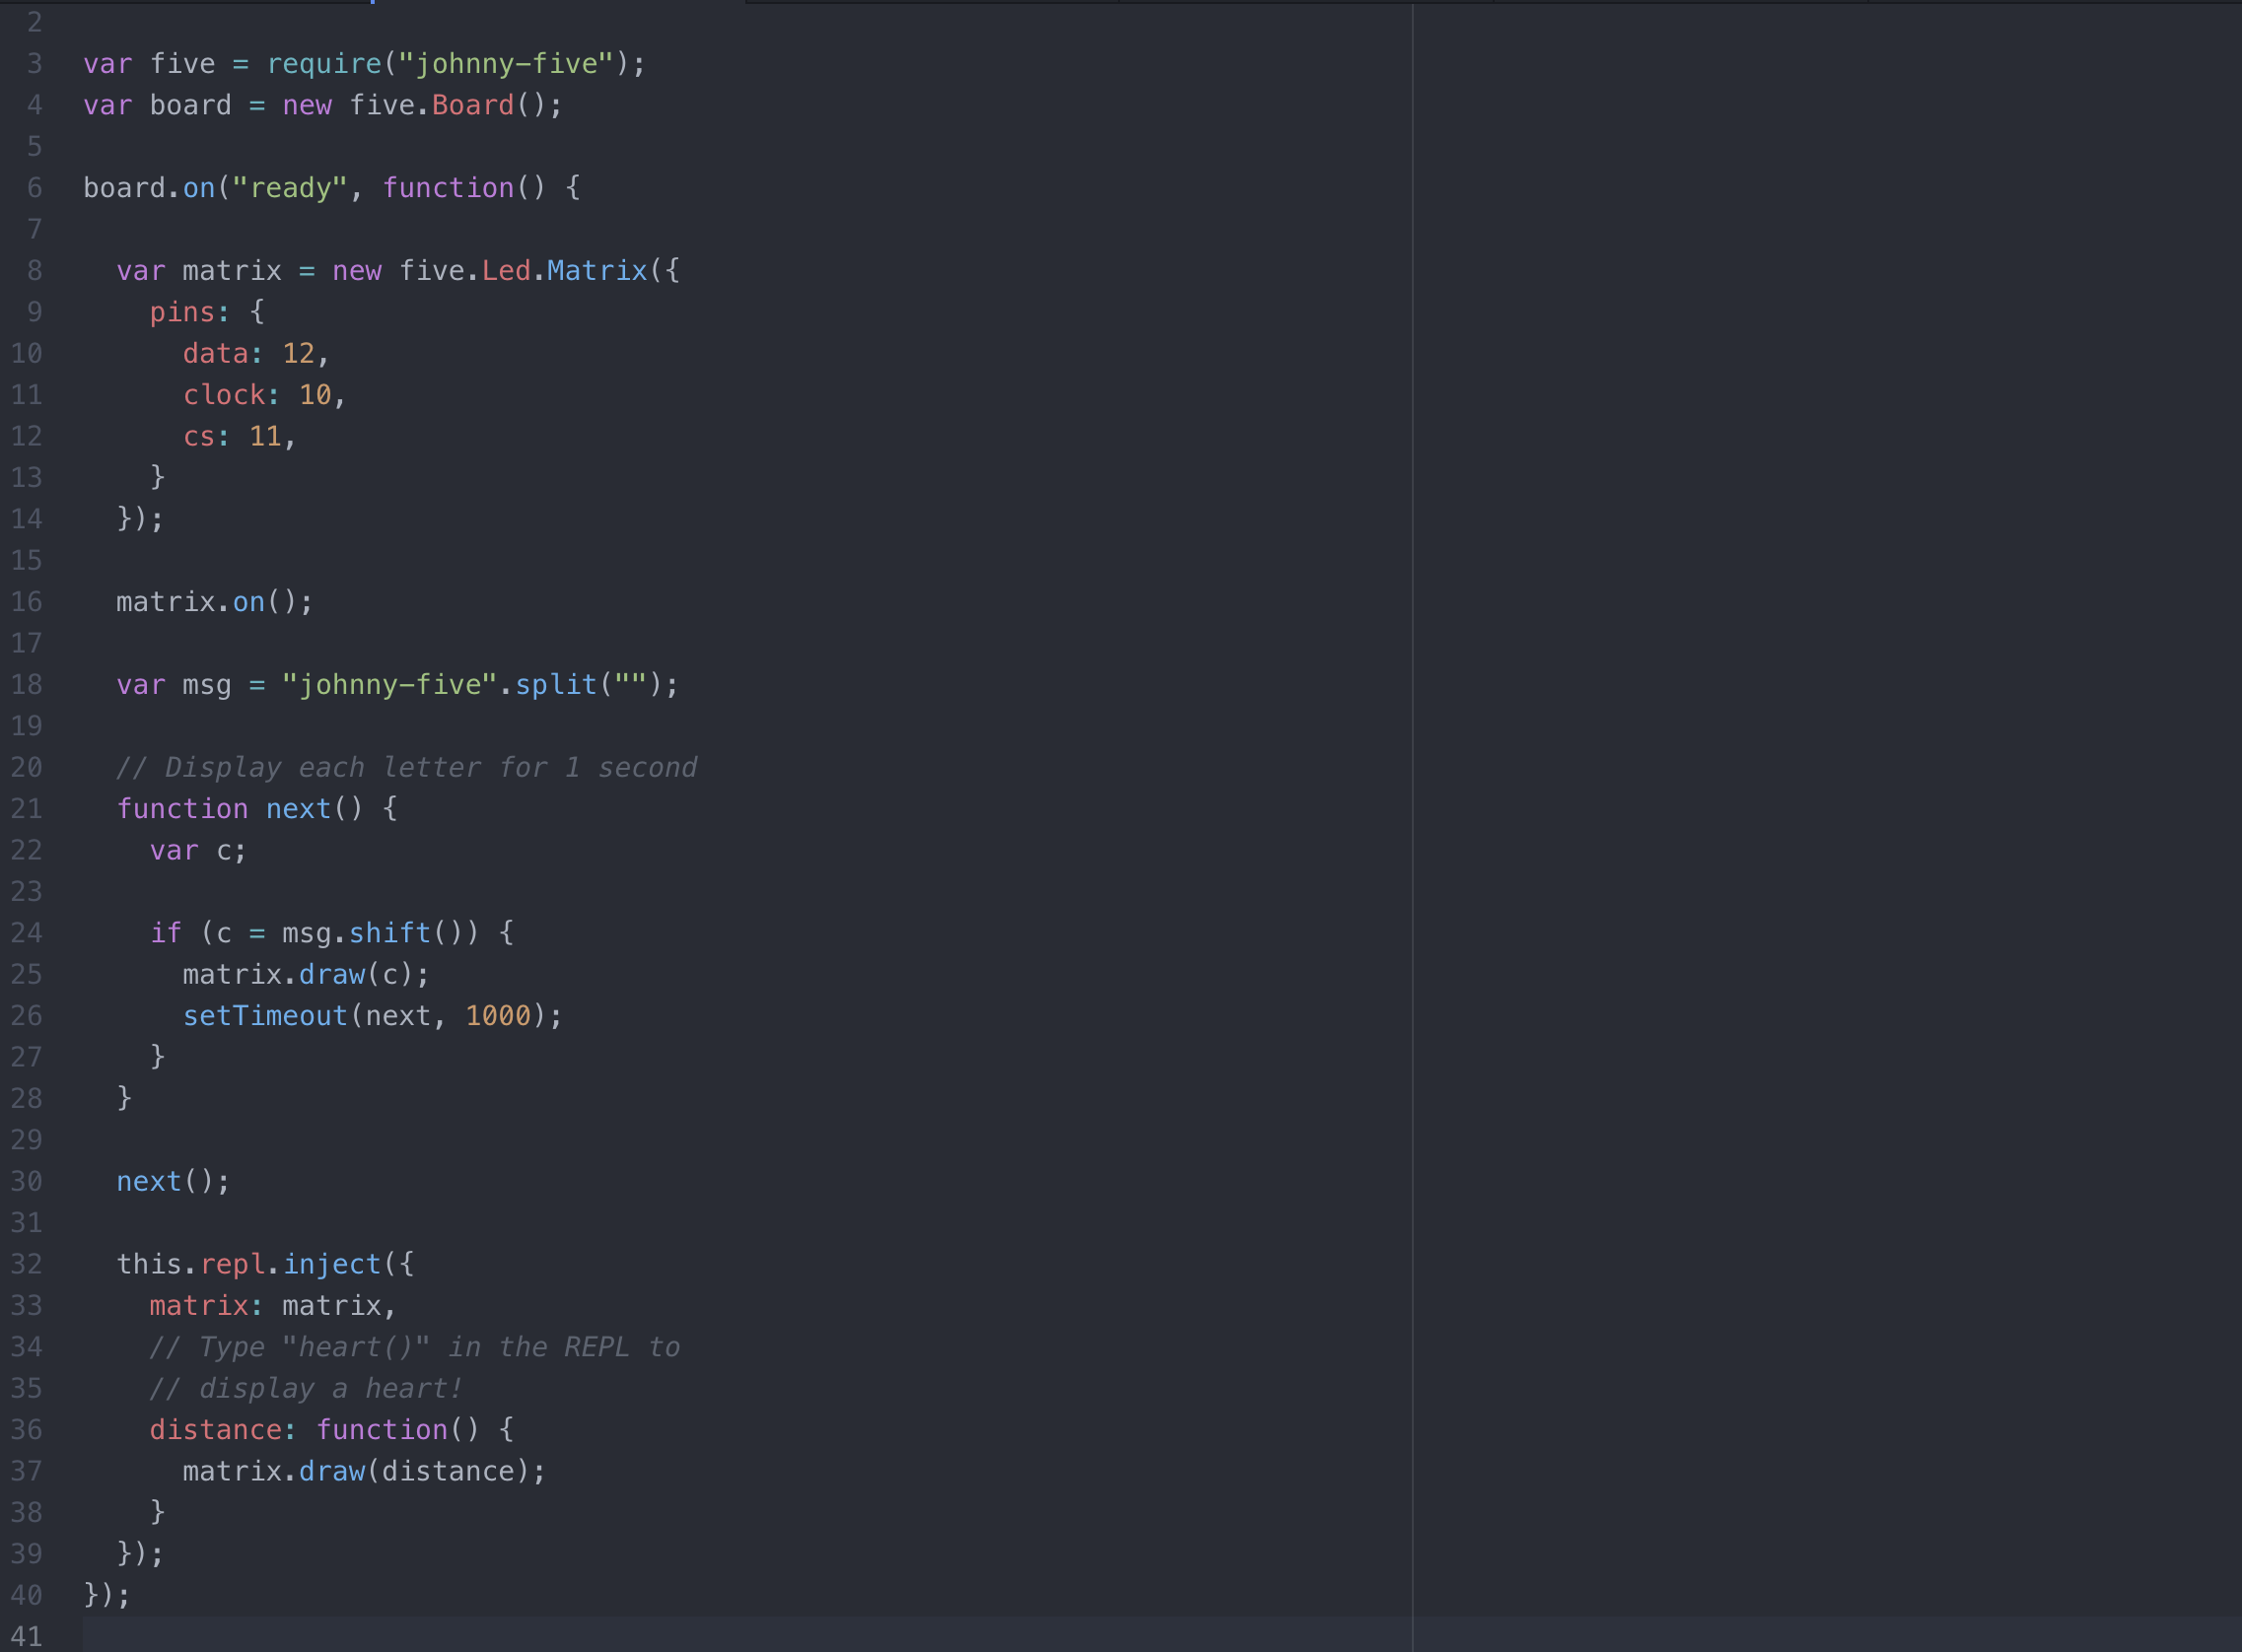 2
3 var five = require("johnny-five");
4 var board = new five.Board();
5
6 board.on("ready", function() {
7
8   var matrix = new five.Led.Matrix({
9     pins: {
10       data: 12,
11       clock: 10,
12       cs: 11,
13     }
14   });
15
16   matrix.on();
17
18   var msg = "johnny-five".split("");
19
20   // Display each letter for 1 second
21   function next() {
22     var c;
23
24     if (c = msg.shift()) {
25       matrix.draw(c);
26       setTimeout(next, 1000);
27     }
28   }
29
30   next();
31
32   this.repl.inject({
33     matrix: matrix,
34     // Type "heart()" in the REPL to
35     // display a heart!
36     distance: function() {
37       matrix.draw(distance);
38     }
39   });
40 });
41